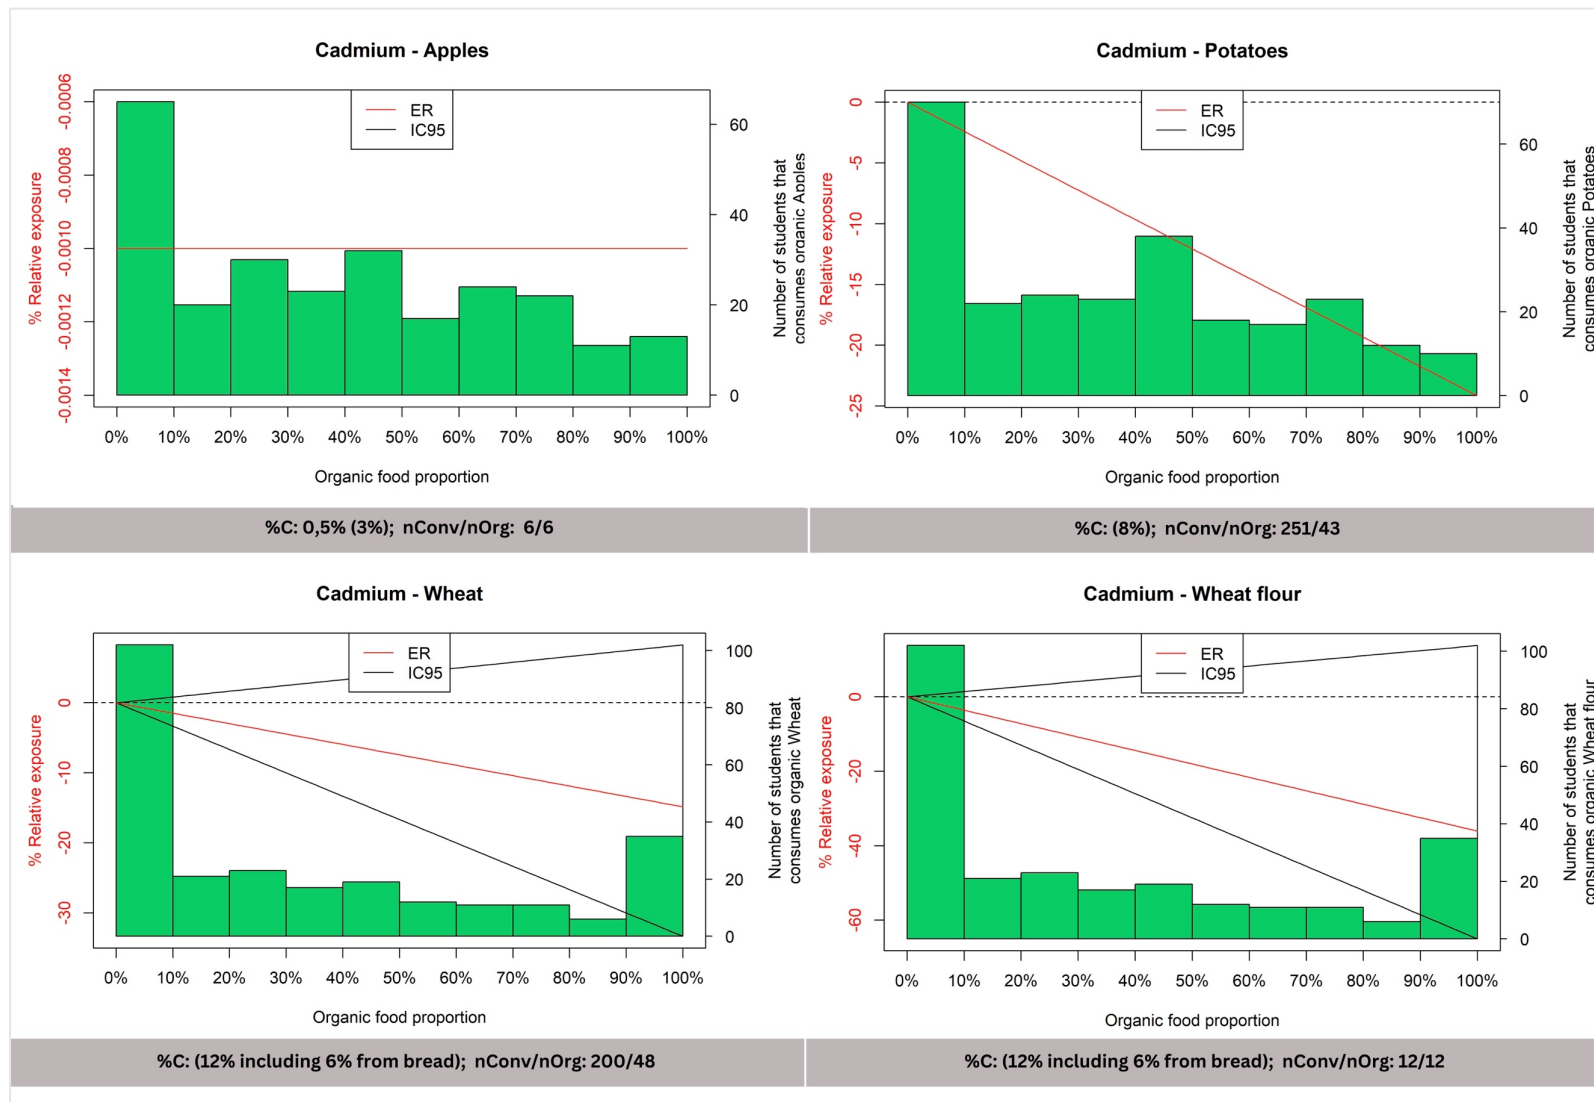 Cadmium - Apples
ER
IC95
% Relative exposure
-0.0006
-0.0008
-0.0010
-0.0012
-0.0014
60
40
20
0
Number of students that
consumes organic Apples
0% 10% 20% 30% 40% 50% 60% 70% 80% 90% 100%
Organic food proportion
%C: 0,5% (3%); nConv/nOrg: 6/6
Cadmium - Potatoes
ER
IC95
% Relative exposure
0
-5
-10
-15
-20
-25
60
40
20
0
Number of students that
consumes organic Potatoes
0% 10% 20% 30% 40% 50% 60% 70% 80% 90% 100%
Organic food proportion
%C: (8%); nConv/nOrg: 251/43
Cadmium - Wheat
ER
IC95
% Relative exposure
0
-10
-20
-30
100
80
60
40
20
0
Number of students that
consumes organic Wheat
0% 10% 20% 30% 40% 50% 60% 70% 80% 90% 100%
Organic food proportion
%C: (12% including 6% from bread); nConv/nOrg: 200/48
Cadmium - Wheat flour
ER
IC95
% Relative exposure
0
-20
-40
-60
100
80
60
40
20
0
Number of students that
consumes organic Wheat flour
0% 10% 20% 30% 40% 50% 60% 70% 80% 90% 100%
Organic food proportion
%C: (12% including 6% from bread); nConv/nOrg: 12/12